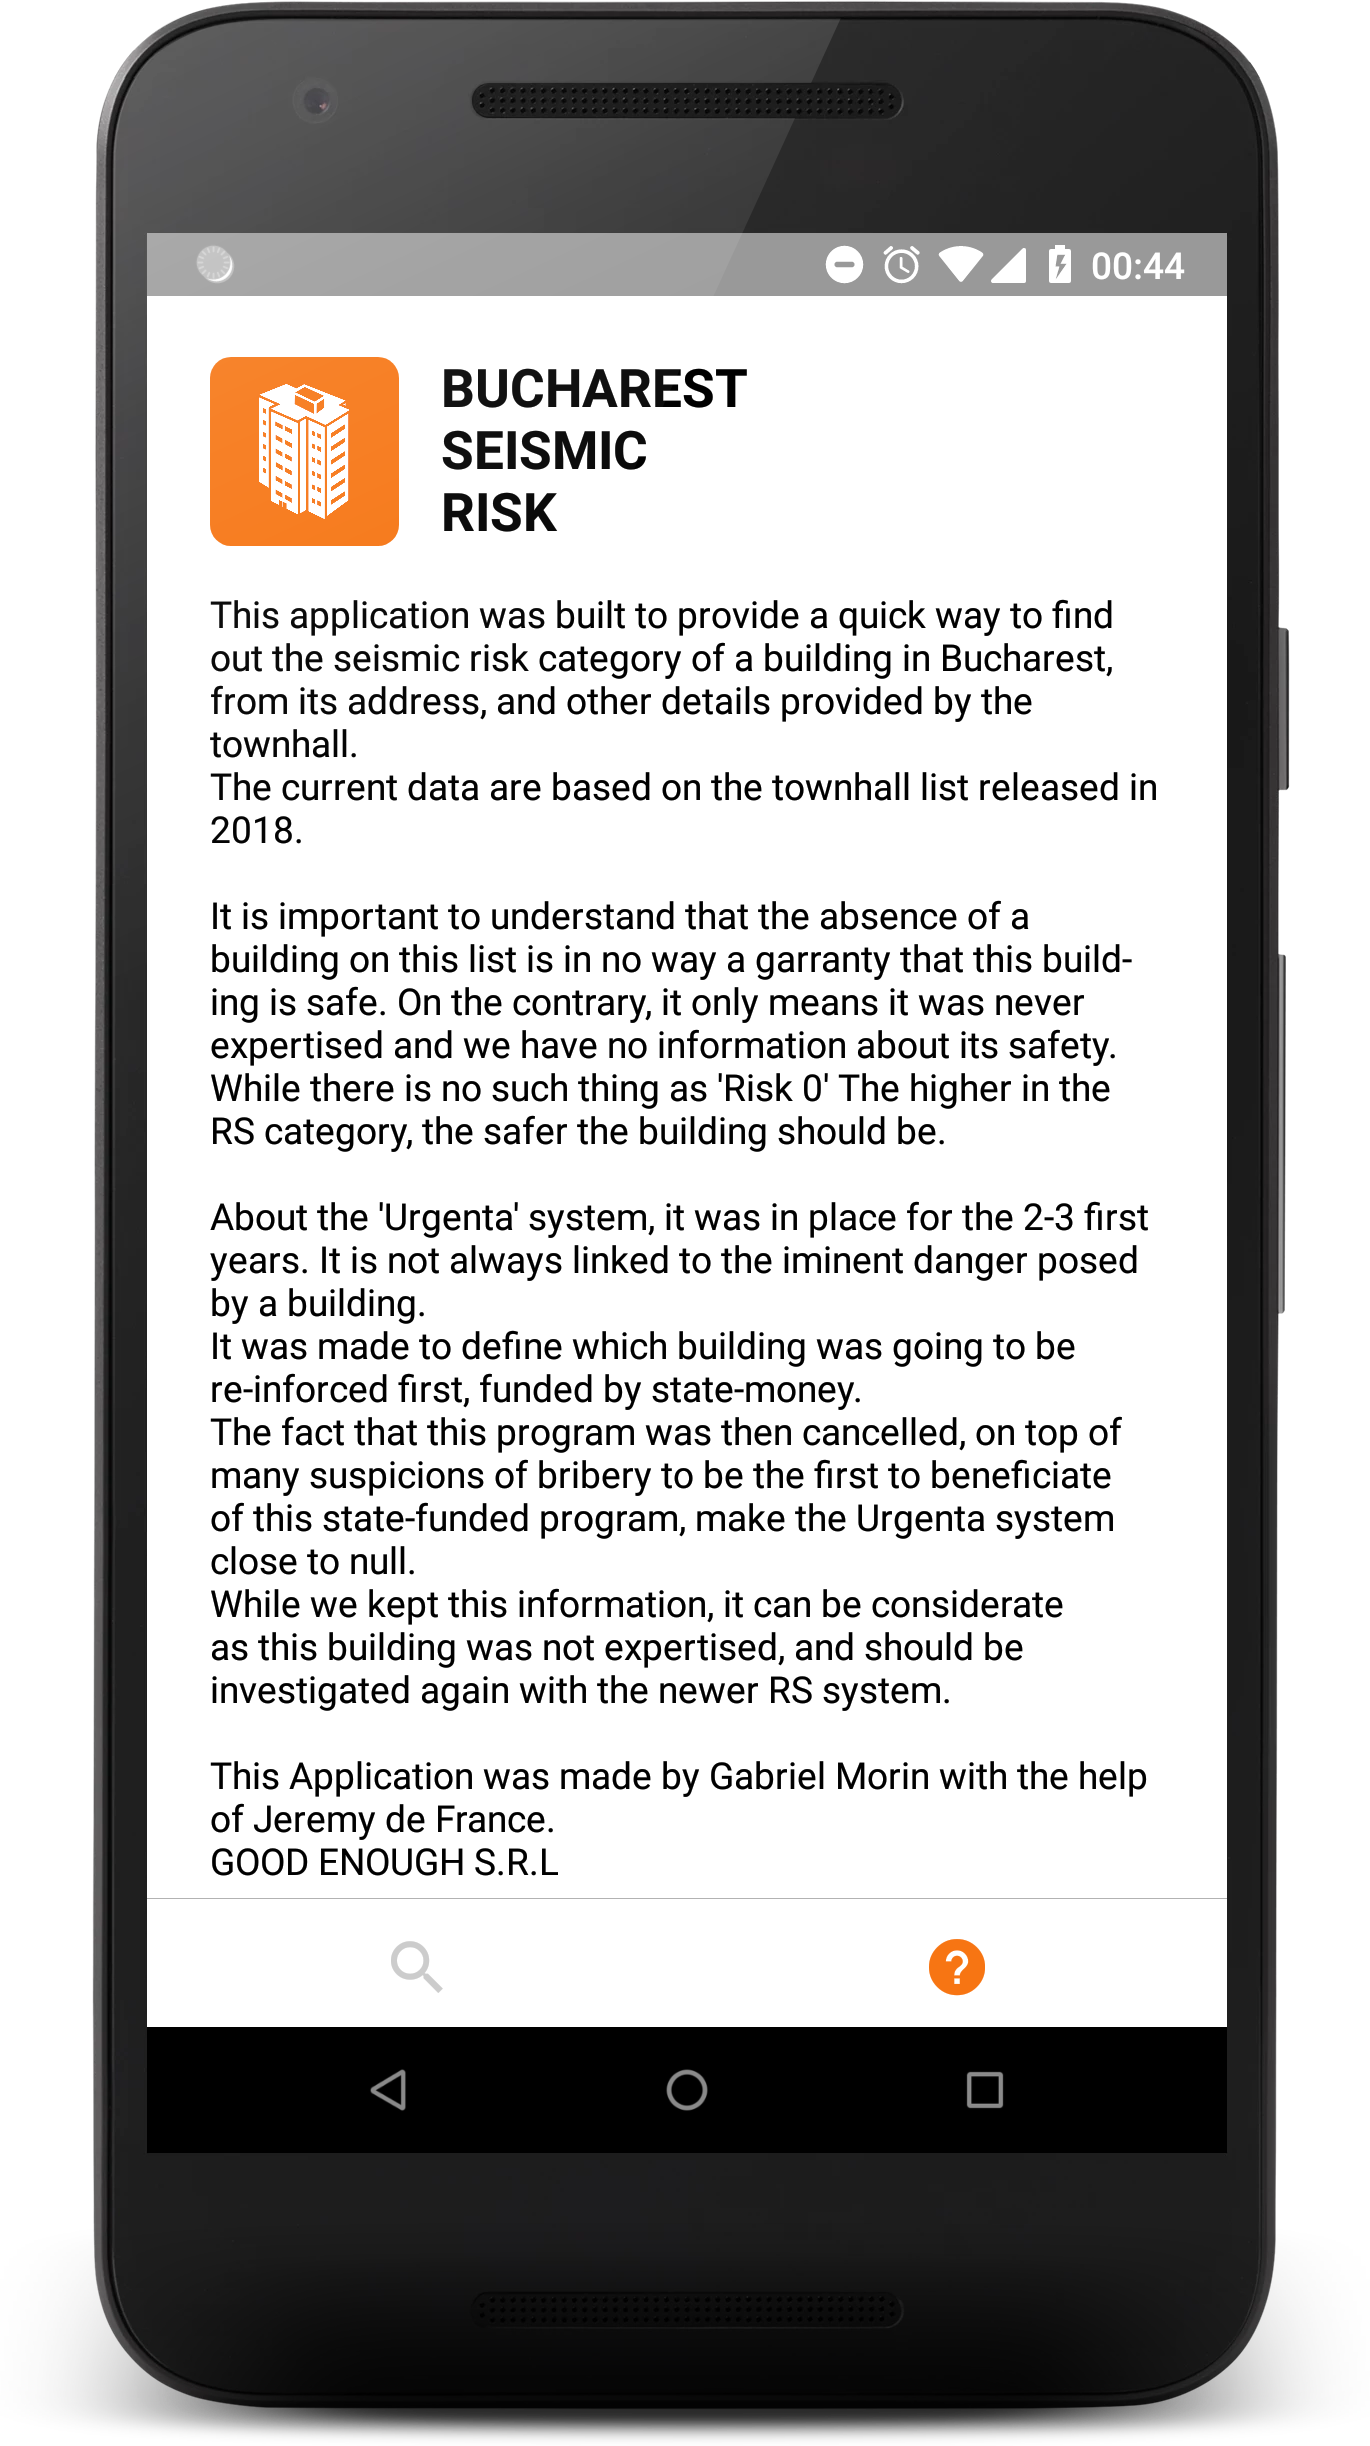 00:44
BUCHAREST
SEISMIC
RISK
This application was built to provide a quick way to find
out the seismic risk category of a building in Bucharest,
from its address, and other details provided by the
townhall.
The current data are based on the townhall list released in
2018.
It is important to understand that the absence of a
building on this list is in no way a garranty that this build-
ing is safe. On the contrary, it only means it was never
expertised and we have no information about its safety.
While there is no such thing as 'Risk 0' The higher in the
RS category, the safer the building should be.
About the 'Urgenta' system, it was in place for the 2-3 first
years. It is not always linked to the iminent danger posed
by a building.
It was made to define which building was going to be
re-inforced first, funded by state-money.
The fact that this program was then cancelled, on top of
many suspicions of bribery to be the first to beneficiate
of this state-funded program, make the Urgenta system
close to null.
While we kept this information, it can be considerate
as this building was not expertised, and should be
investigated again with the newer RS system.
This Application was made by Gabriel Morin with the help
of Jeremy de France.
GOOD ENOUGH S.R.L
?